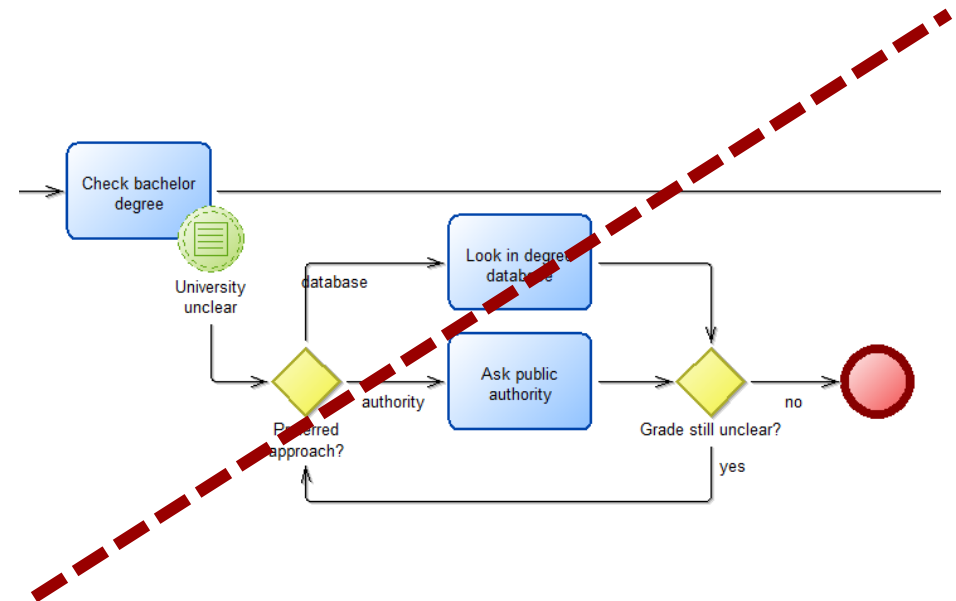 Check bachelor
degree
University
unclear
database
Look in degree
database
authority
Ask public
authority
Preferred
approach?
Grade still unclear?
no
yes